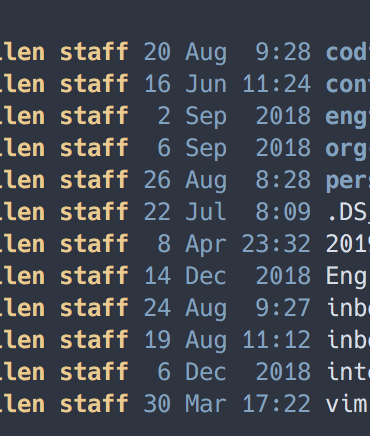 llen staff 20 Aug 9:28 cod
llen staff 16 Jun 11:24 con
llen staff 2 Sep 2018 eng
llen staff 6 Sep 2018 org
llen staff 26 Aug 8:28 per
llen staff 22 Jul 8:09 .DS_
llen staff 8 Apr 23:32 2019
llen staff 14 Dec 2018 Eng
llen staff 24 Aug 9:27 inb
llen staff 19 Aug 11:12 inb
llen staff 6 Dec 2018 int
llen staff 30 Mar 17:22 vim